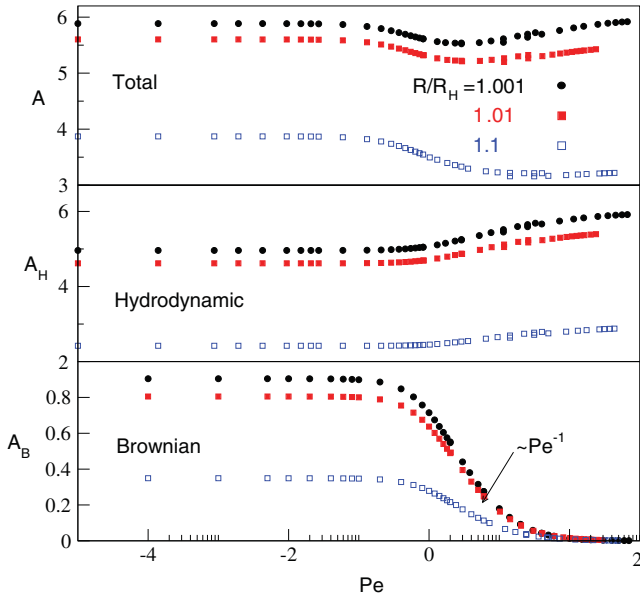 6
5
A
4
3
Total
R/R_H =1.001
1.01
1.1
6
A_H
4
Hydrodynamic
2
0.8
0.6
A_B
0.4
0.2
0
Brownian
~Pe^-1
-4
-2
0
2
Pe